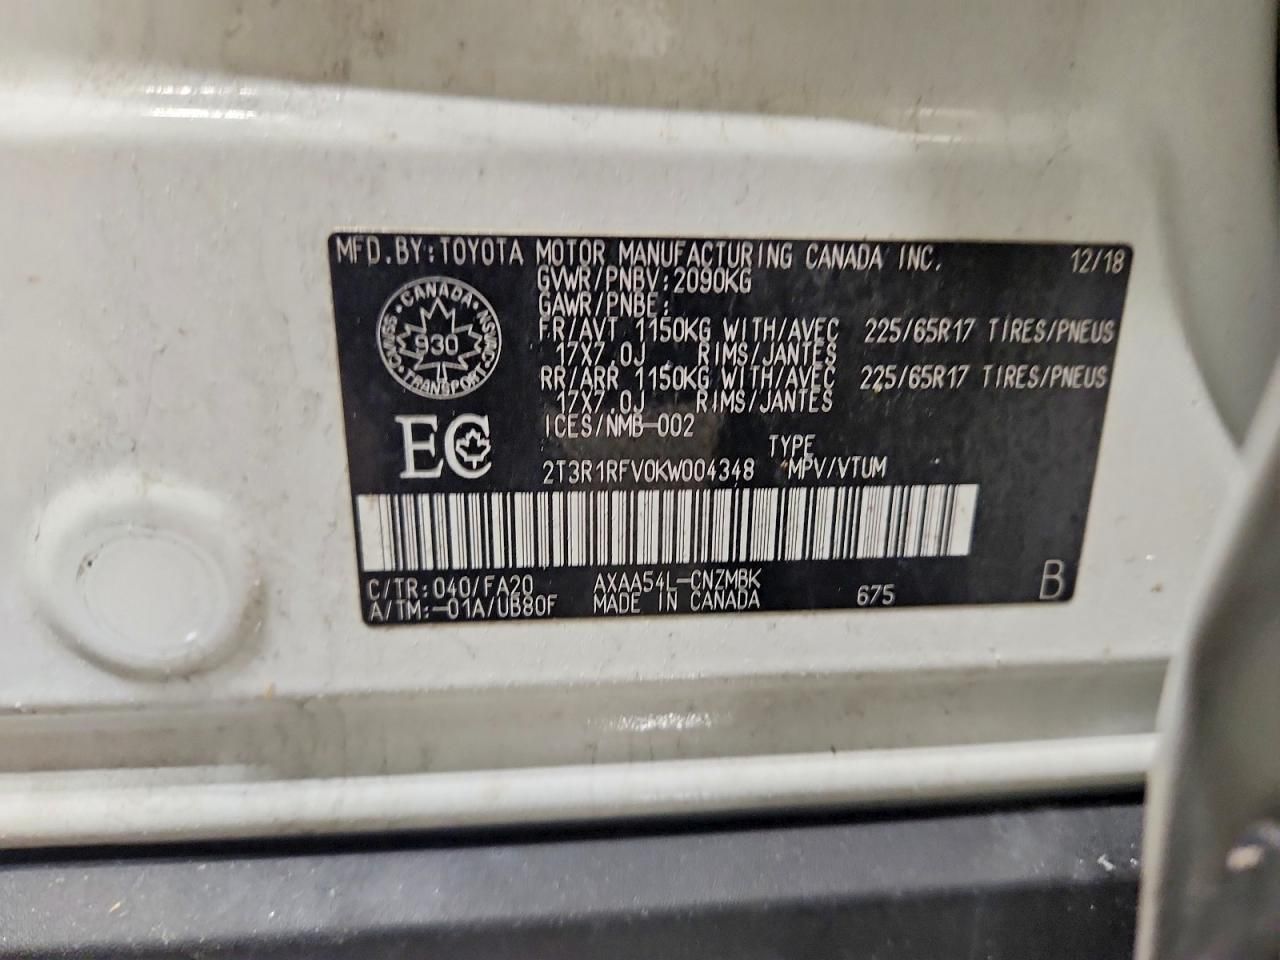 MFD.BY:TOYOTA MOTOR MANUFACTURING CANADA INC. 12/18
GVWR/PNBV:2090KG
GAWR/PNBE:
FR/AVT 1150KG WITH/AVEC 225/65R17 TIRES/PNEUS
17X7.0J RIMS/JANTES
RR/ARR 1150KG WITH/AVEC 225/65R17 TIRES/PNEUS
17X7.0J RIMS/JANTES
ICES/NMB-002
CANADA
930
TRANSPORT
EC
TYPE
2T3R1RFV0KW004348 MPV/VTUM
C/TR:040/FA20 AXAA54L-CNZMBK
A/TM:-01A/UB80F MADE IN CANADA 675 B